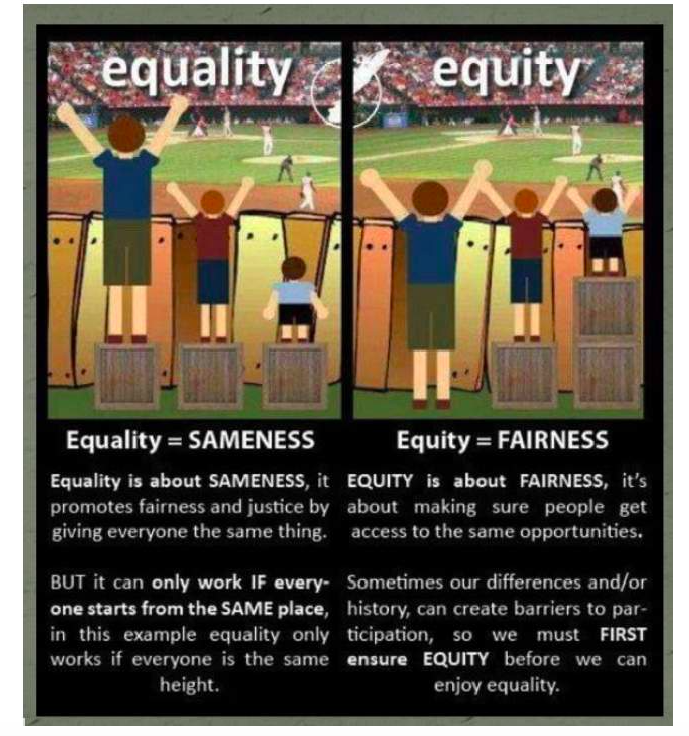 equality
equity
Equality = SAMENESS
Equality is about SAMENESS, it
promotes fairness and justice by
giving everyone the same thing.
BUT it can only work IF every-
one starts from the SAME place,
in this example equality only
works if everyone is the same
height.
Equity = FAIRNESS
EQUITY is about FAIRNESS, it's
about making sure people get
access to the same opportunities.
Sometimes our differences and/or
history, can create barriers to par-
ticipation, so we must FIRST
ensure EQUITY before we can
enjoy equality.